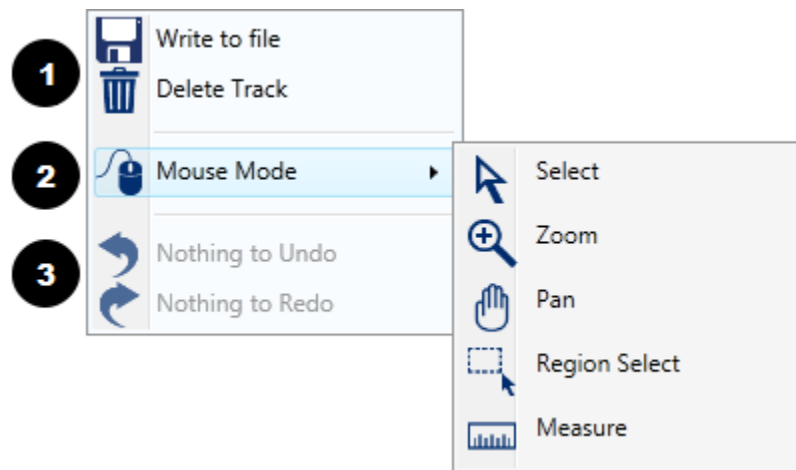 1
Write to file
Delete Track
2
Mouse Mode
Select
Zoom
Pan
Region Select
Measure
3
Nothing to Undo
Nothing to Redo